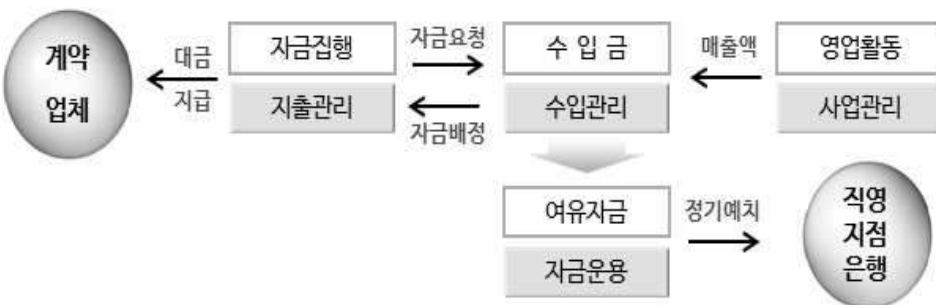 계약
업체
대금
지급
자금집행
지출관리
자금요청
자금배정
수 입 금
수입관리
매출액
영업활동
사업관리
여유자금
자금운용
정기예치
직영
지점
은행